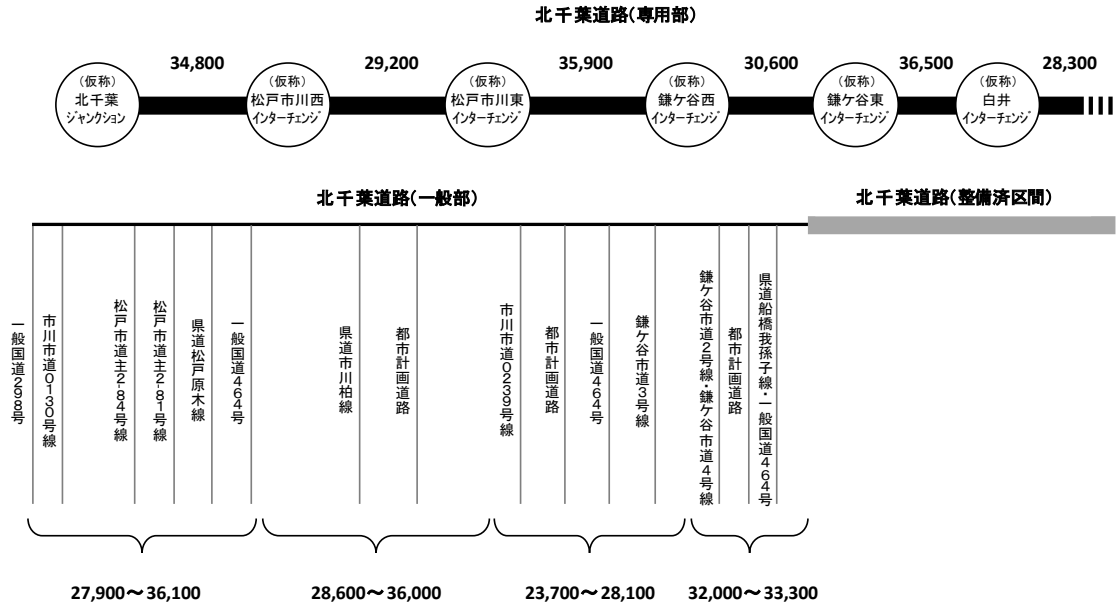 北千葉道路(専用部)
34,800
29,200
35,900
30,600
36,500
28,300
(仮称)
北千葉
ジャンクション
(仮称)
松戸市川西
インターチェンジ
(仮称)
松戸市川東
インターチェンジ
(仮称)
鎌ケ谷西
インターチェンジ
(仮称)
鎌ケ谷東
インターチェンジ
(仮称)
白井
インターチェンジ
北千葉道路(一般部)
北千葉道路(整備済区間)
一般国道298号
市川市道0130号線
松戸市道主2-84号線
松戸市道主2-81号線
県道松戸原木線
一般国道464号
県道市川柏線
都市計画道路
市川市道0239号線
都市計画道路
一般国道464号
鎌ケ谷市道3号線
鎌ケ谷市道2号線・鎌ケ谷市道4号線
都市計画道路
県道船橋我孫子線・一般国道464号
27,900～36,100
28,600～36,000
23,700～28,100
32,000～33,300